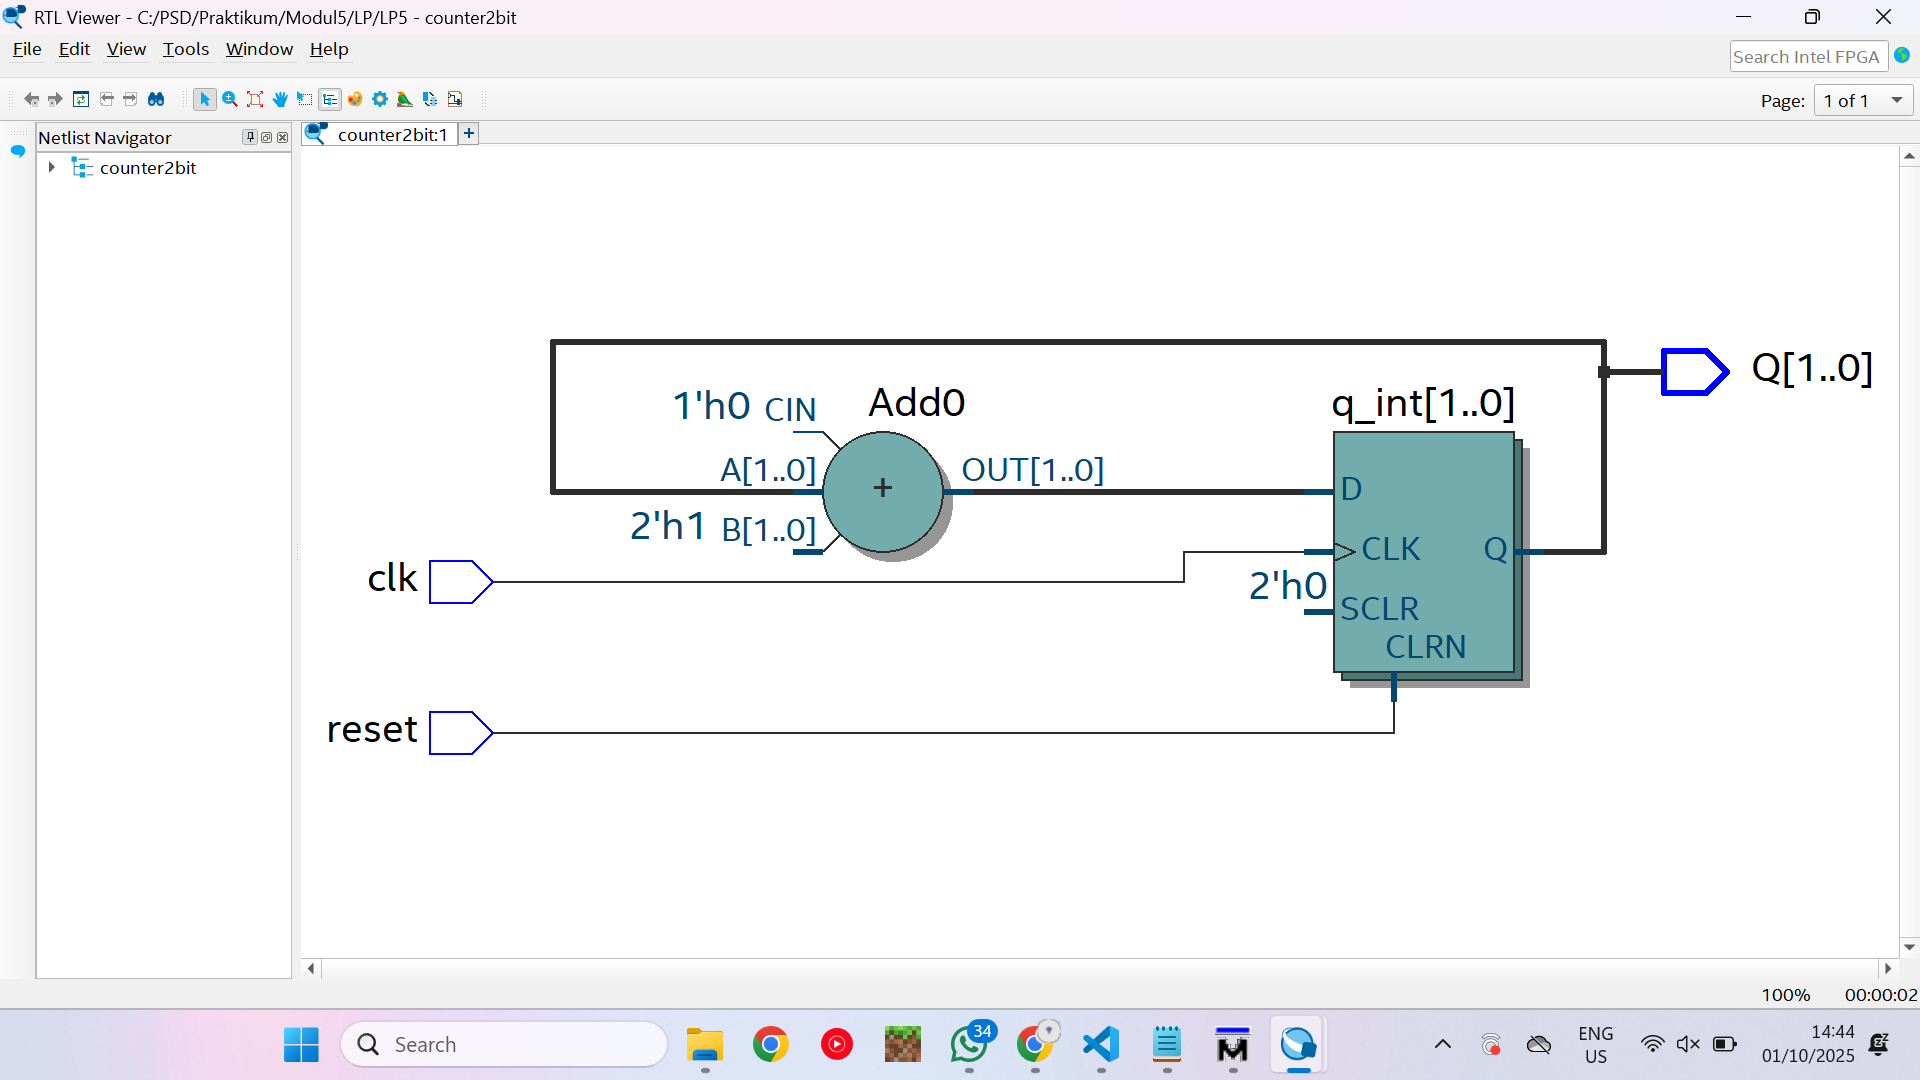 RTL Viewer - C:/PSD/Praktikum/Modul5/LP/LP5 - counter2bit
File Edit View Tools Window Help
Search Intel FPGA
Page: 1 of 1
Netlist Navigator
counter2bit:1 +
counter2bit
Q[1..0]
1'h0 CIN Add0 q_int[1..0]
A[1..0] + OUT[1..0] D
2'h1 B[1..0]
CLK Q
clk 2'h0
SCLR
CLRN
reset
100% 00:00:02
Search
34
ENG
US
14:44
01/10/2025